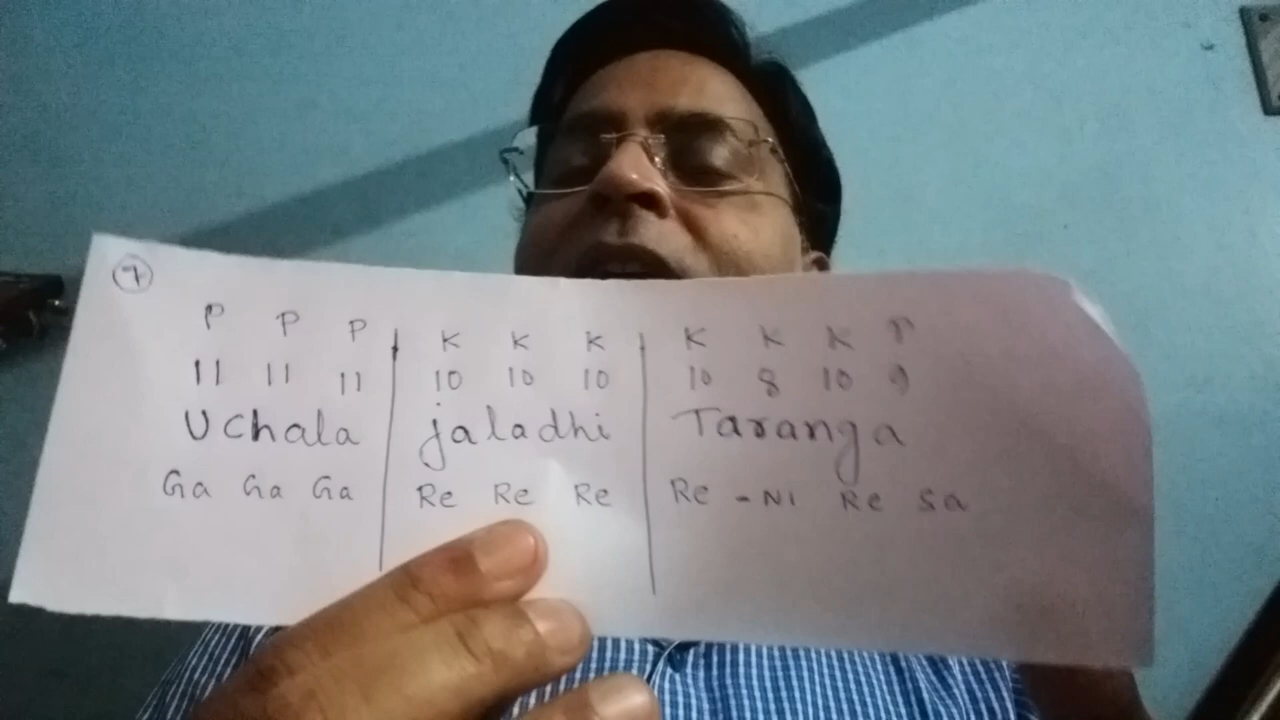 7
P P P | K K K | K K K P
11 11 11 | 10 10 10 | 10 8 10 9
Uchala | jaladhi | Taranga
Ga Ga Ga | Re Re Re | Re -Ni Re Sa